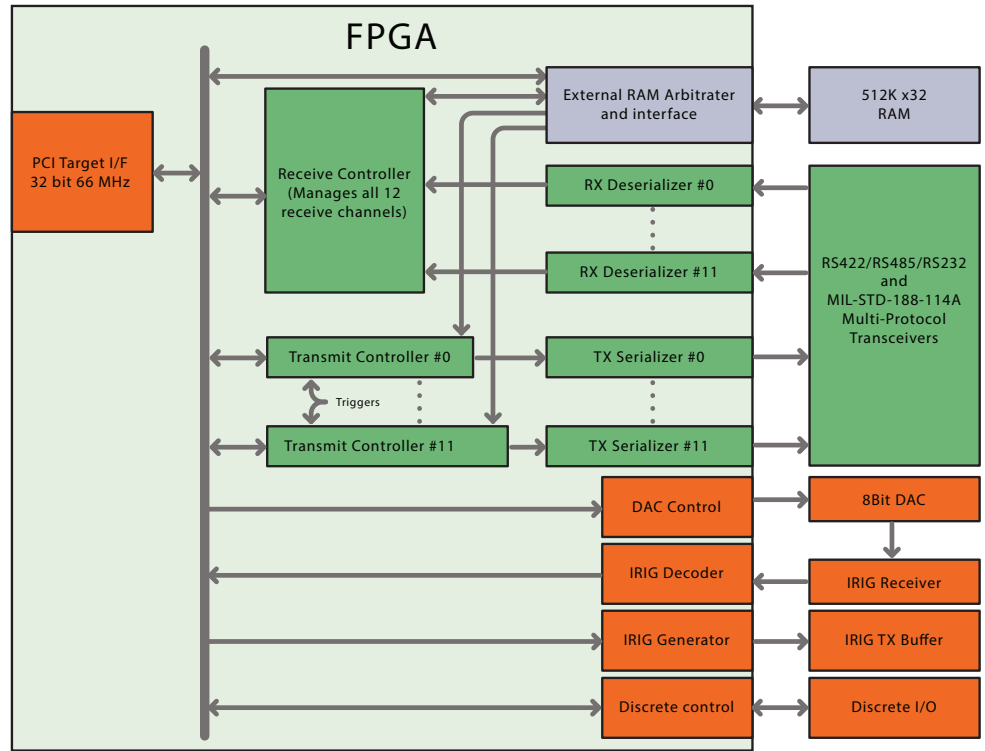 FPGA
PCI Target I/F
32 bit 66 MHz
External RAM Arbitrater
and interface
512K x32
RAM
Receive Controller
(Manages all 12
receive channels)
RX Deserializer #0
RX Deserializer #11
RS422/RS485/RS232
and
MIL-STD-188-114A
Multi-Protocol
Transceivers
Transmit Controller #0
TX Serializer #0
Triggers
Transmit Controller #11
TX Serializer #11
DAC Control
8Bit DAC
IRIG Decoder
IRIG Receiver
IRIG Generator
IRIG TX Buffer
Discrete control
Discrete I/O